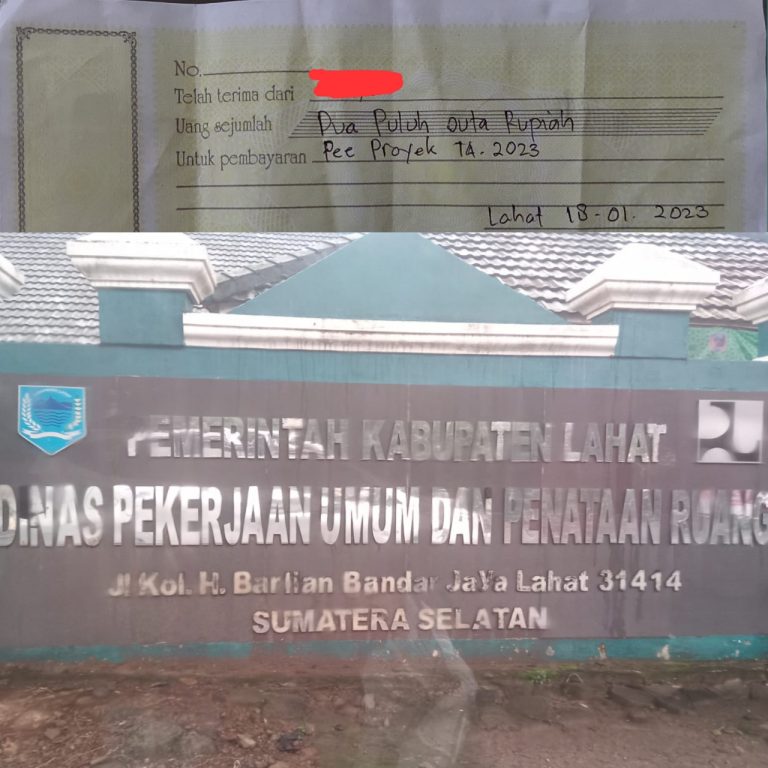 No.
Telah terima dari
Uang sejumlah Dua Puluh Juta Rupiah
Untuk pembayaran Pee Proyek TA. 2023
Lahat 18-01. 2023
PEMERINTAH KABUPATEN LAHAT
DINAS PEKERJAAN UMUM DAN PENATAAN RUANG
Jl Kol. H. Barlian Bandar JaYa Lahat 31414
SUMATERA SELATAN